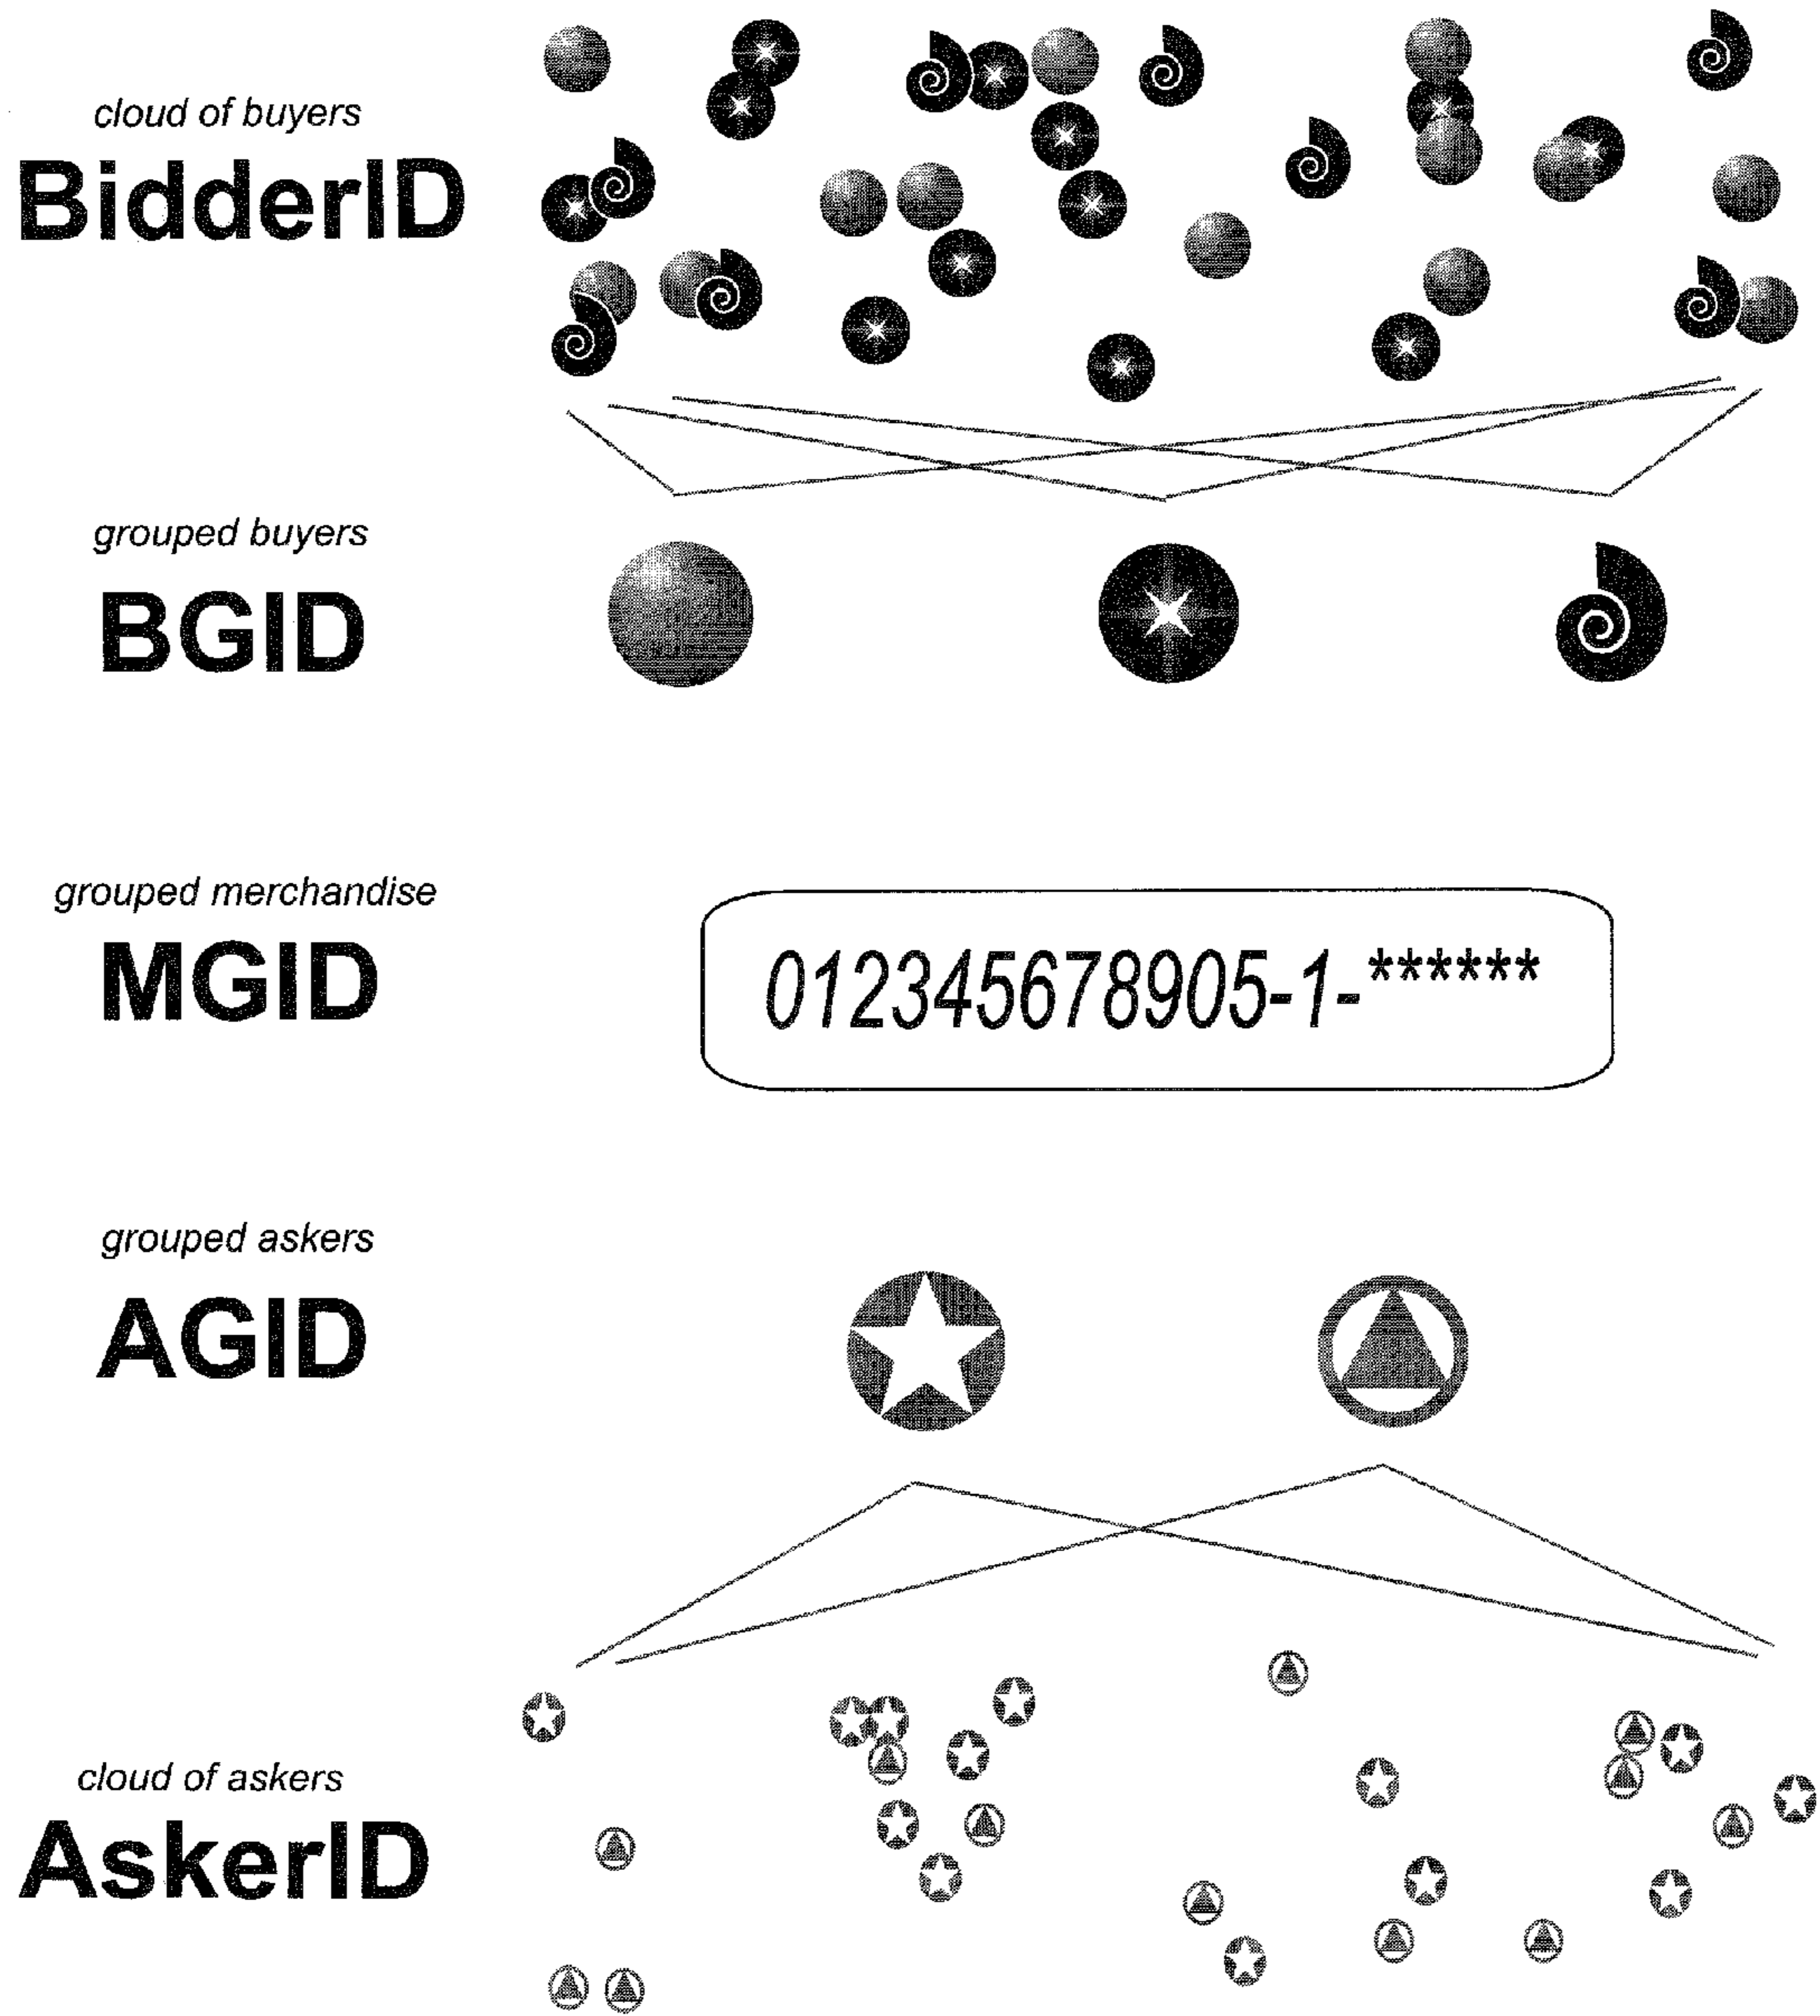 cloud of buyers
BidderID
grouped buyers
BGID
grouped merchandise
MGID
012345678905-1-******
grouped askers
AGID
cloud of askers
AskerID